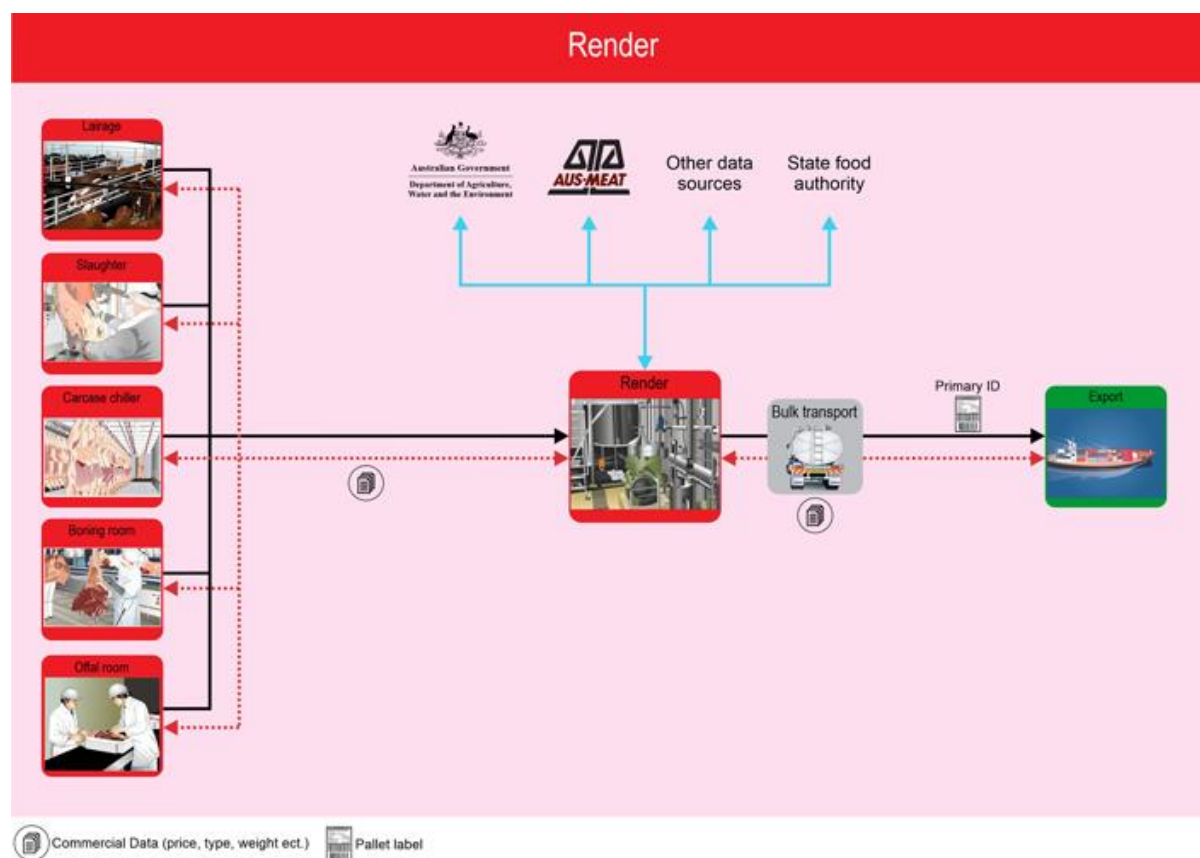 Render
Lairage
Slaughter
Carcase chiller
Boning room
Offal room
Australian Government
Department of Agriculture,
Water and the Environment
AUS-MEAT
Other data
sources
State food
authority
Render
Bulk transport
Primary ID
Export
Commercial Data (price, type, weight ect.)
Pallet label